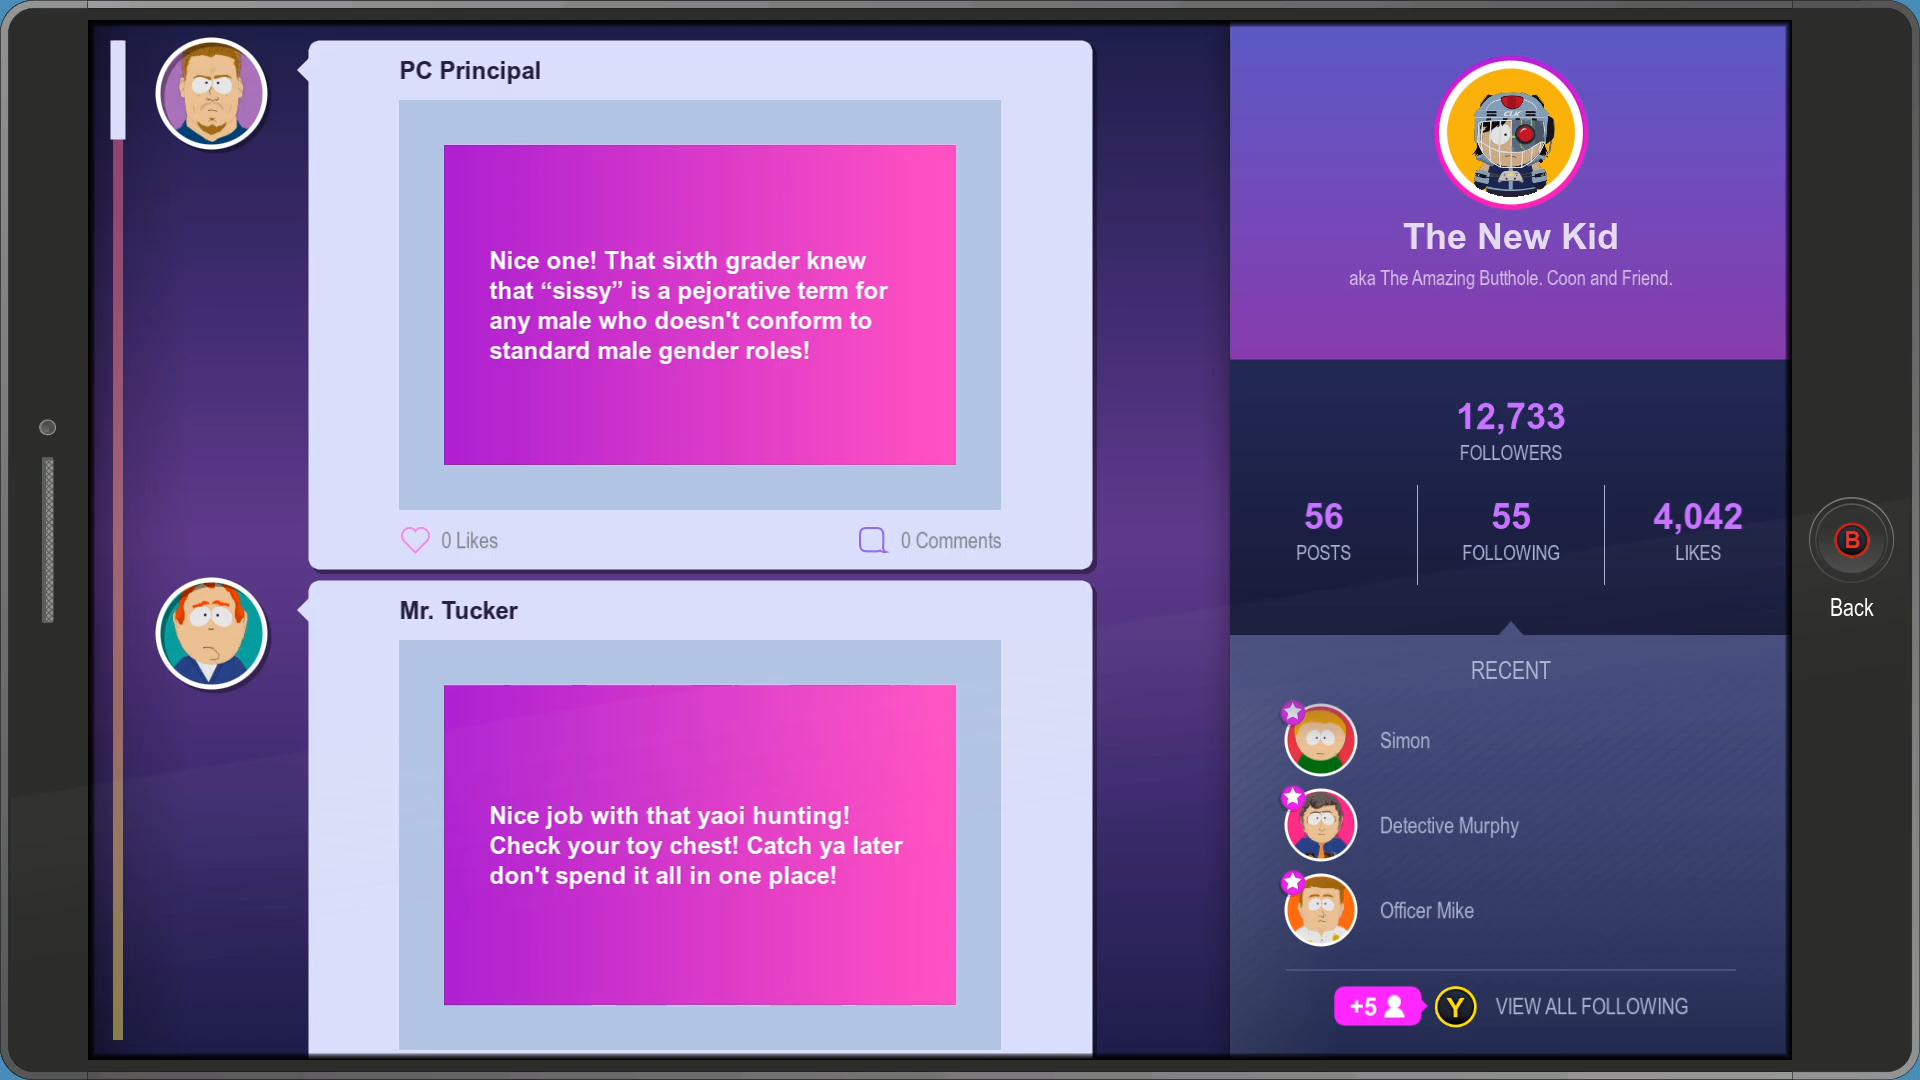 PC Principal
Nice one! That sixth grader knew
that “sissy” is a pejorative term for
any male who doesn't conform to
standard male gender roles!
0 Likes
0 Comments
Mr. Tucker
Nice job with that yaoi hunting!
Check your toy chest! Catch ya later
don't spend it all in one place!
CLK
The New Kid
aka The Amazing Butthole. Coon and Friend.
12,733
FOLLOWERS
56
POSTS
55
FOLLOWING
4,042
LIKES
RECENT
Simon
Detective Murphy
Officer Mike
+5
Y
VIEW ALL FOLLOWING
B
Back